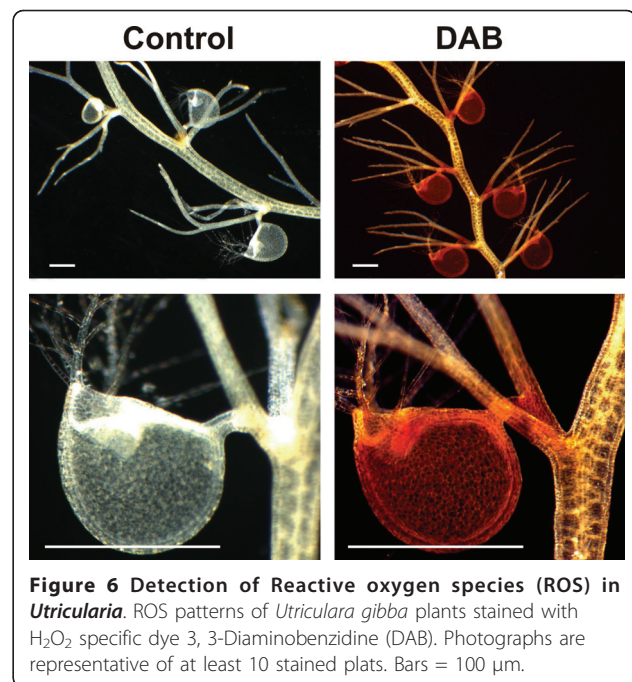 Control DAB
Figure 6 Detection of Reactive oxygen species (ROS) in
Utricularia. ROS patterns of Utriculara gibba plants stained with
H₂O₂ specific dye 3, 3-Diaminobenzidine (DAB). Photographs are
representative of at least 10 stained plats. Bars = 100 μm.